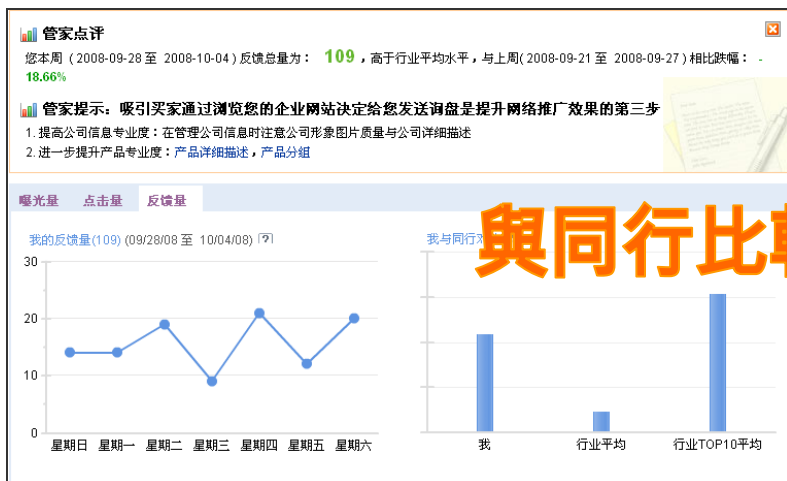 管家点评
您本周 (2008-09-28 至 2008-10-04) 反馈总量为： 109 ，高于行业平均水平，与上周( 2008-09-21 至 2008-09-27 ) 相比跌幅： -
18.66%
管家提示：吸引买家通过浏览您的企业网站决定给您发送询盘是提升网络推广效果的第三步
1. 提高公司信息专业度：在管理公司信息时注意公司形象图片质量与公司详细描述
2. 进一步提升产品专业度：产品详细描述，产品分组
曝光量 点击量 反馈量
我的反馈量(109) (09/28/08 至 10/04/08) ?
我与同行对
與同行比
30
20
10
0
星期日 星期一 星期二 星期三 星期四 星期五 星期六
我 行业平均 行业TOP10平均